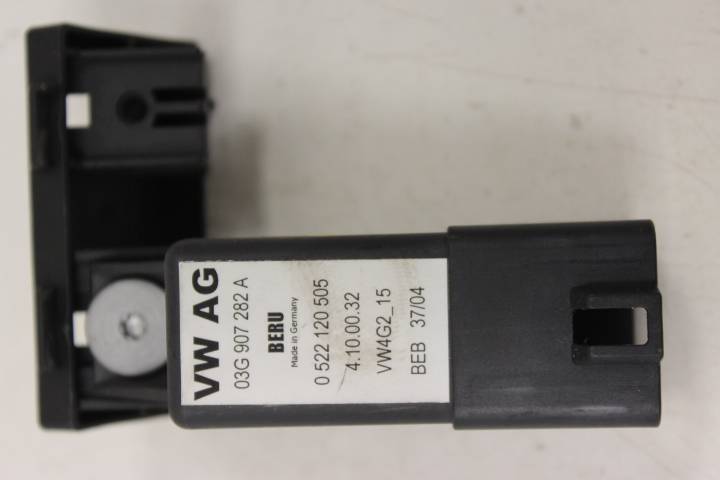 VW AG
03G 907 282 A
BERU
Made in Germany
0 522 120 505
4.10.00.32
VW4G2_15
BEB 37/04